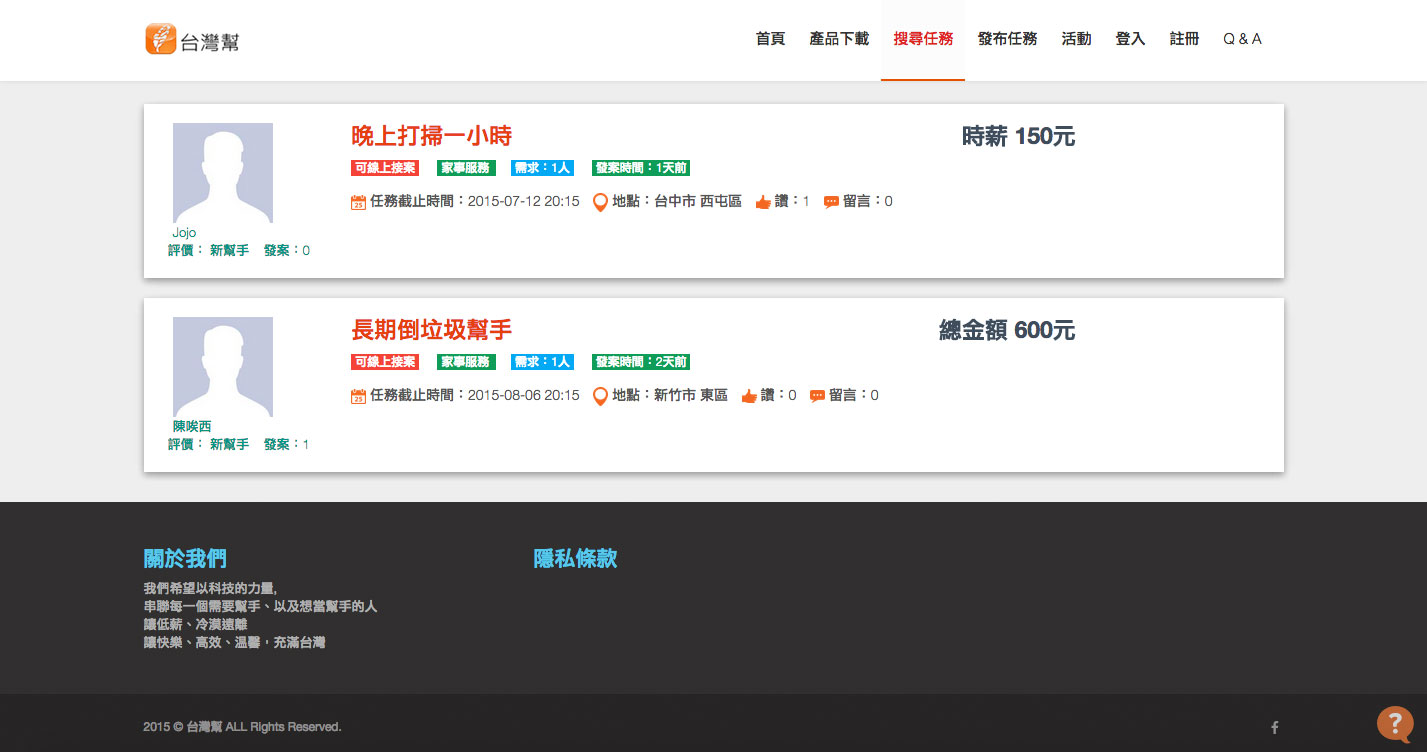 台灣幫
首頁 產品下載 搜尋任務 發布任務 活動 登入 註冊 Q & A
晚上打掃一小時
時薪 150元
可線上接案 家事服務 需求：1人 發案時間：1天前
25 任務截止時間：2015-07-12 20:15 地點：台中市 西屯區 讚：1 留言：0
Jojo
評價： 新幫手 發案：0
長期倒垃圾幫手
總金額 600元
可線上接案 家事服務 需求：1人 發案時間：2天前
25 任務截止時間：2015-08-06 20:15 地點：新竹市 東區 讚：0 留言：0
陳唉西
評價： 新幫手 發案：1
關於我們
我們希望以科技的力量,
串聯每一個需要幫手、以及想當幫手的人
讓低薪、冷漠遠離
讓快樂、高效、溫馨，充滿台灣
隱私條款
2015 © 台灣幫 ALL Rights Reserved.
f
?